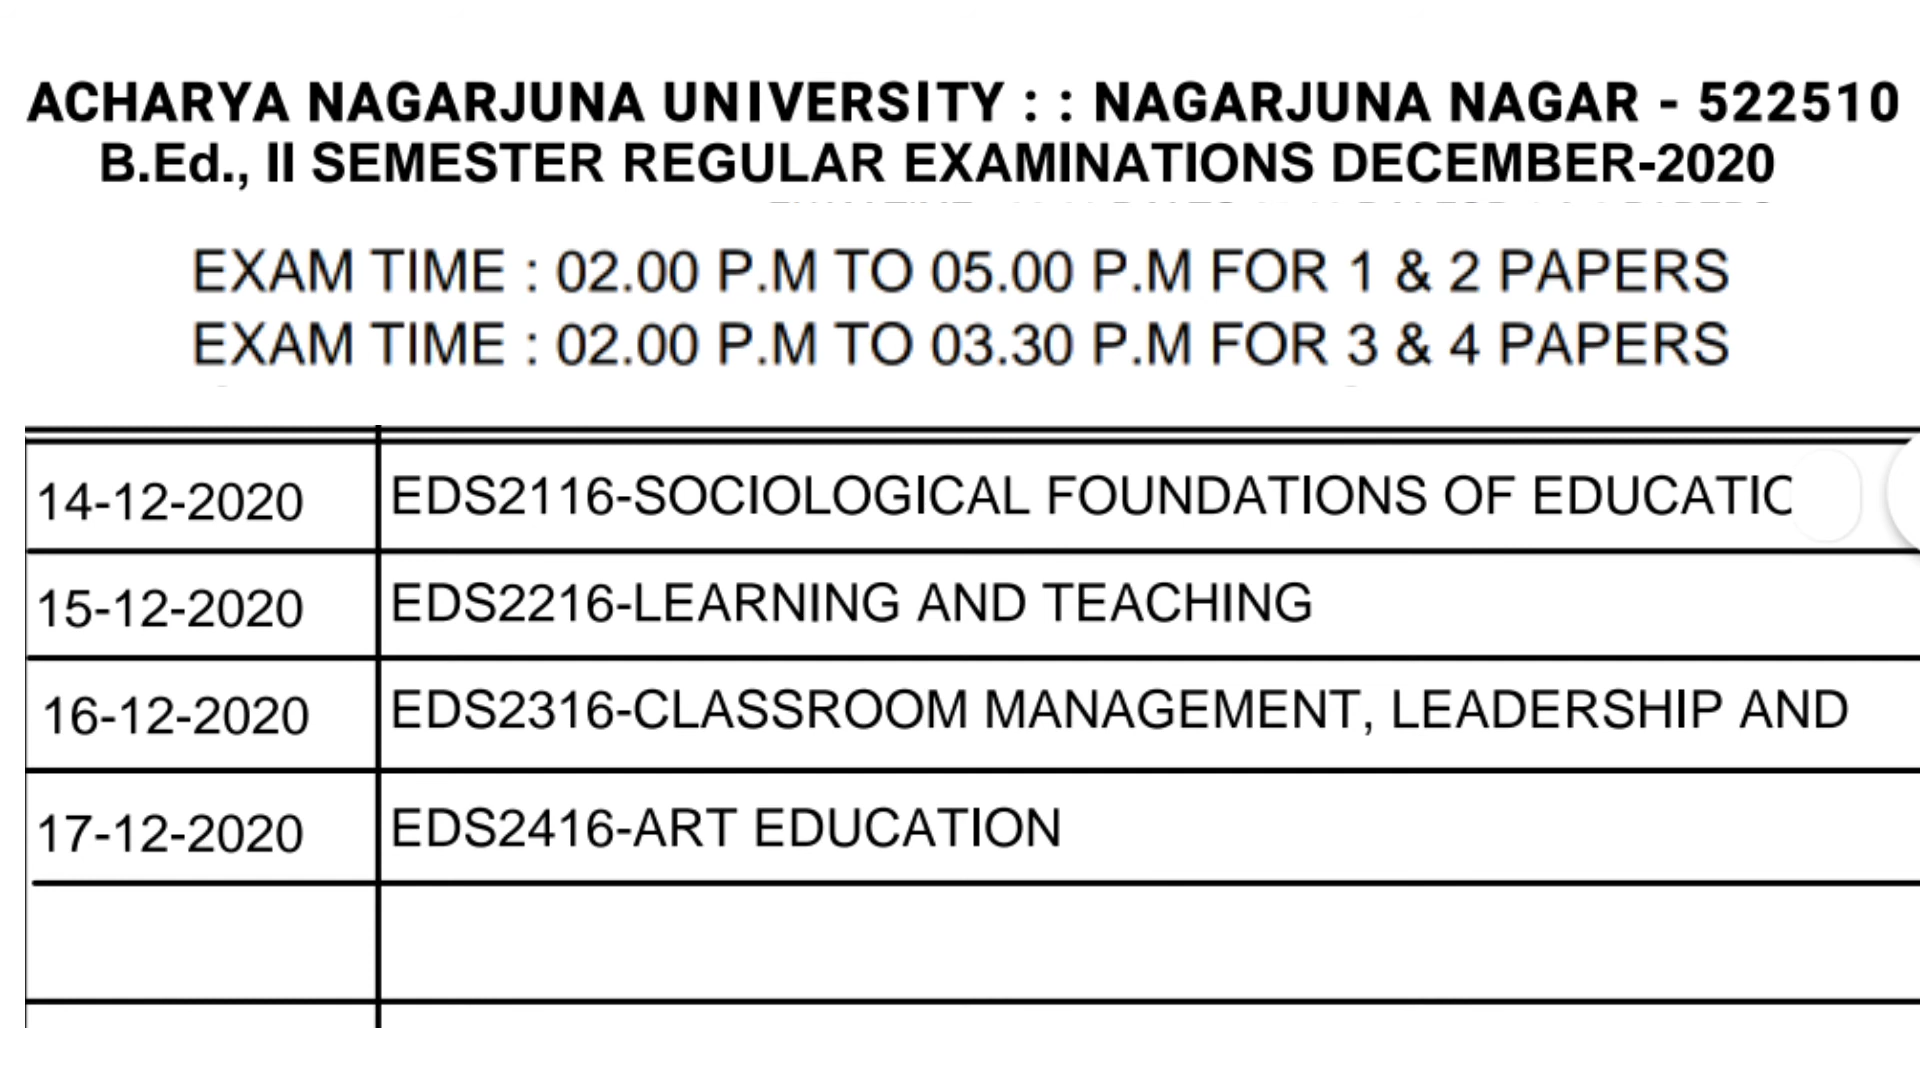 ACHARYA NAGARJUNA UNIVERSITY : : NAGARJUNA NAGAR - 522510
B.Ed., II SEMESTER REGULAR EXAMINATIONS DECEMBER-2020
EXAM TIME : 02.00 P.M TO 05.00 P.M FOR 1 & 2 PAPERS
EXAM TIME : 02.00 P.M TO 03.30 P.M FOR 3 & 4 PAPERS
14-12-2020 EDS2116-SOCIOLOGICAL FOUNDATIONS OF
15-12-2020 EDS2216-LEARNING AND TEACHING
16-12-2020 EDS2316-CLASSROOM MANAGEMENT, LEADERSHIP AND
17-12-2020 EDS2416-ART EDUCATION